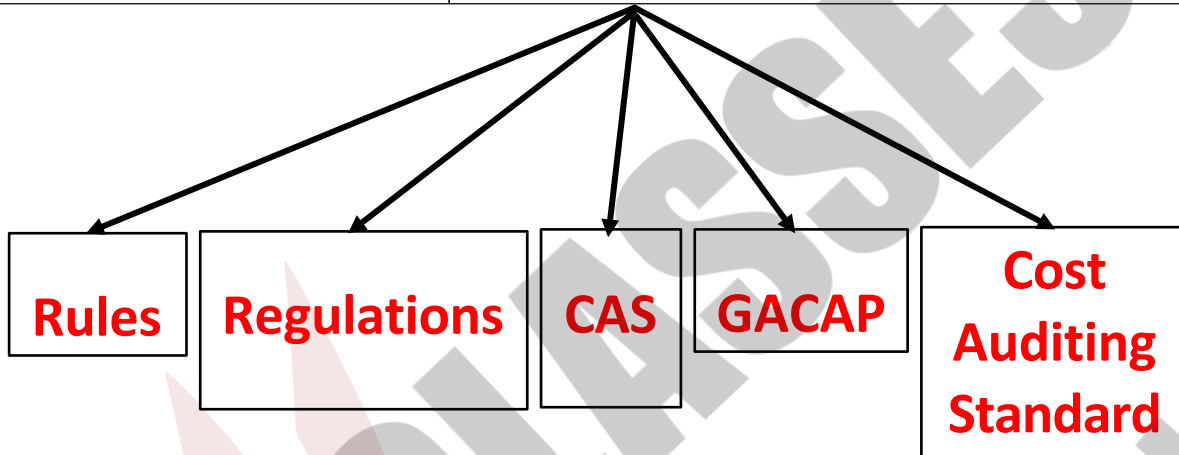 Rules
Regulations
CAS
GACAP
Cost
Auditing
Standard